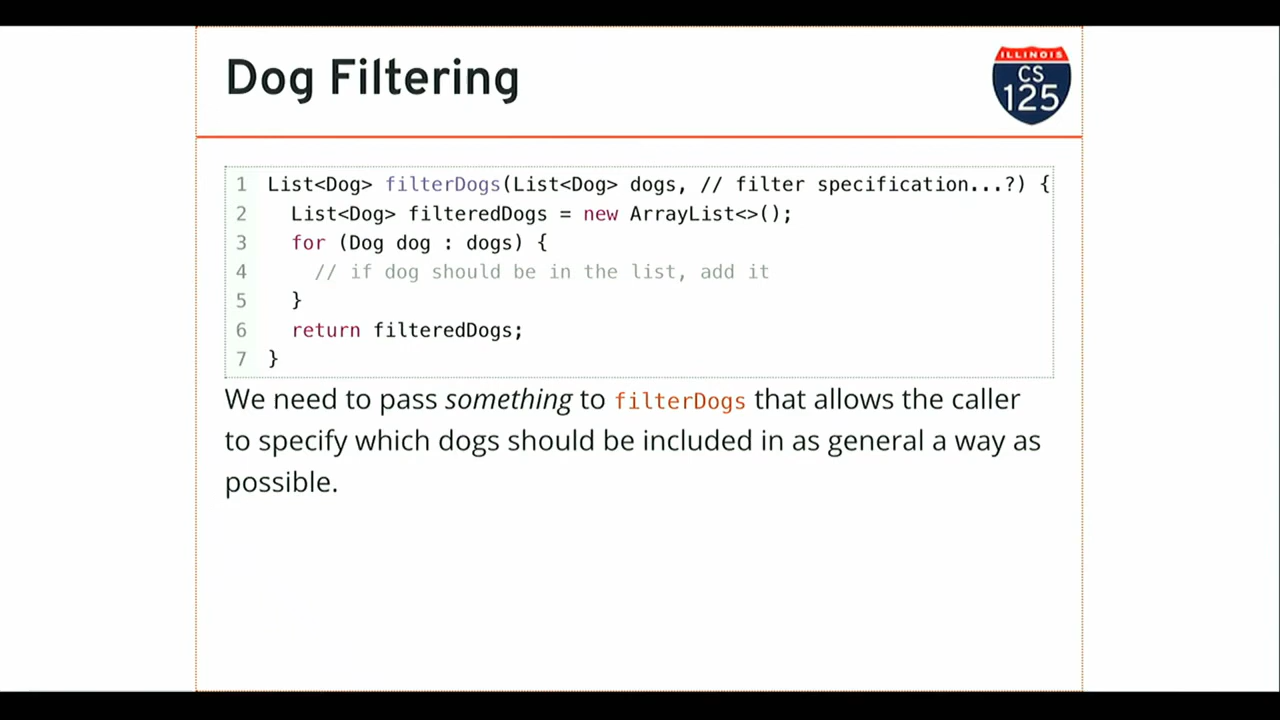 Dog Filtering
ILLINOIS
CS
125
1 List<Dog> filterDogs(List<Dog> dogs, // filter specification...?) {
2   List<Dog> filteredDogs = new ArrayList<>();
3   for (Dog dog : dogs) {
4     // if dog should be in the list, add it
5   }
6   return filteredDogs;
7 }
We need to pass something to filterDogs that allows the caller
to specify which dogs should be included in as general a way as
possible.